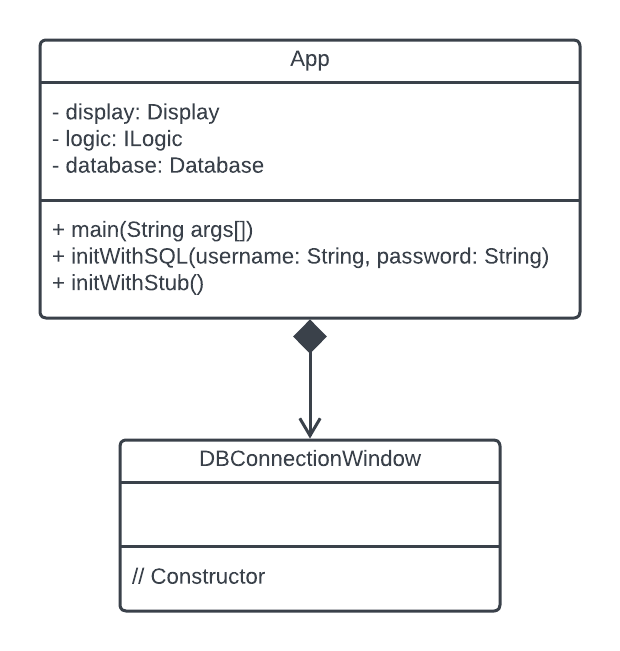 App
- display: Display
- logic: ILogic
- database: Database
+ main(String args[])
+ initWithSQL(username: String, password: String)
+ initWithStub()
DBConnectionWindow
// Constructor